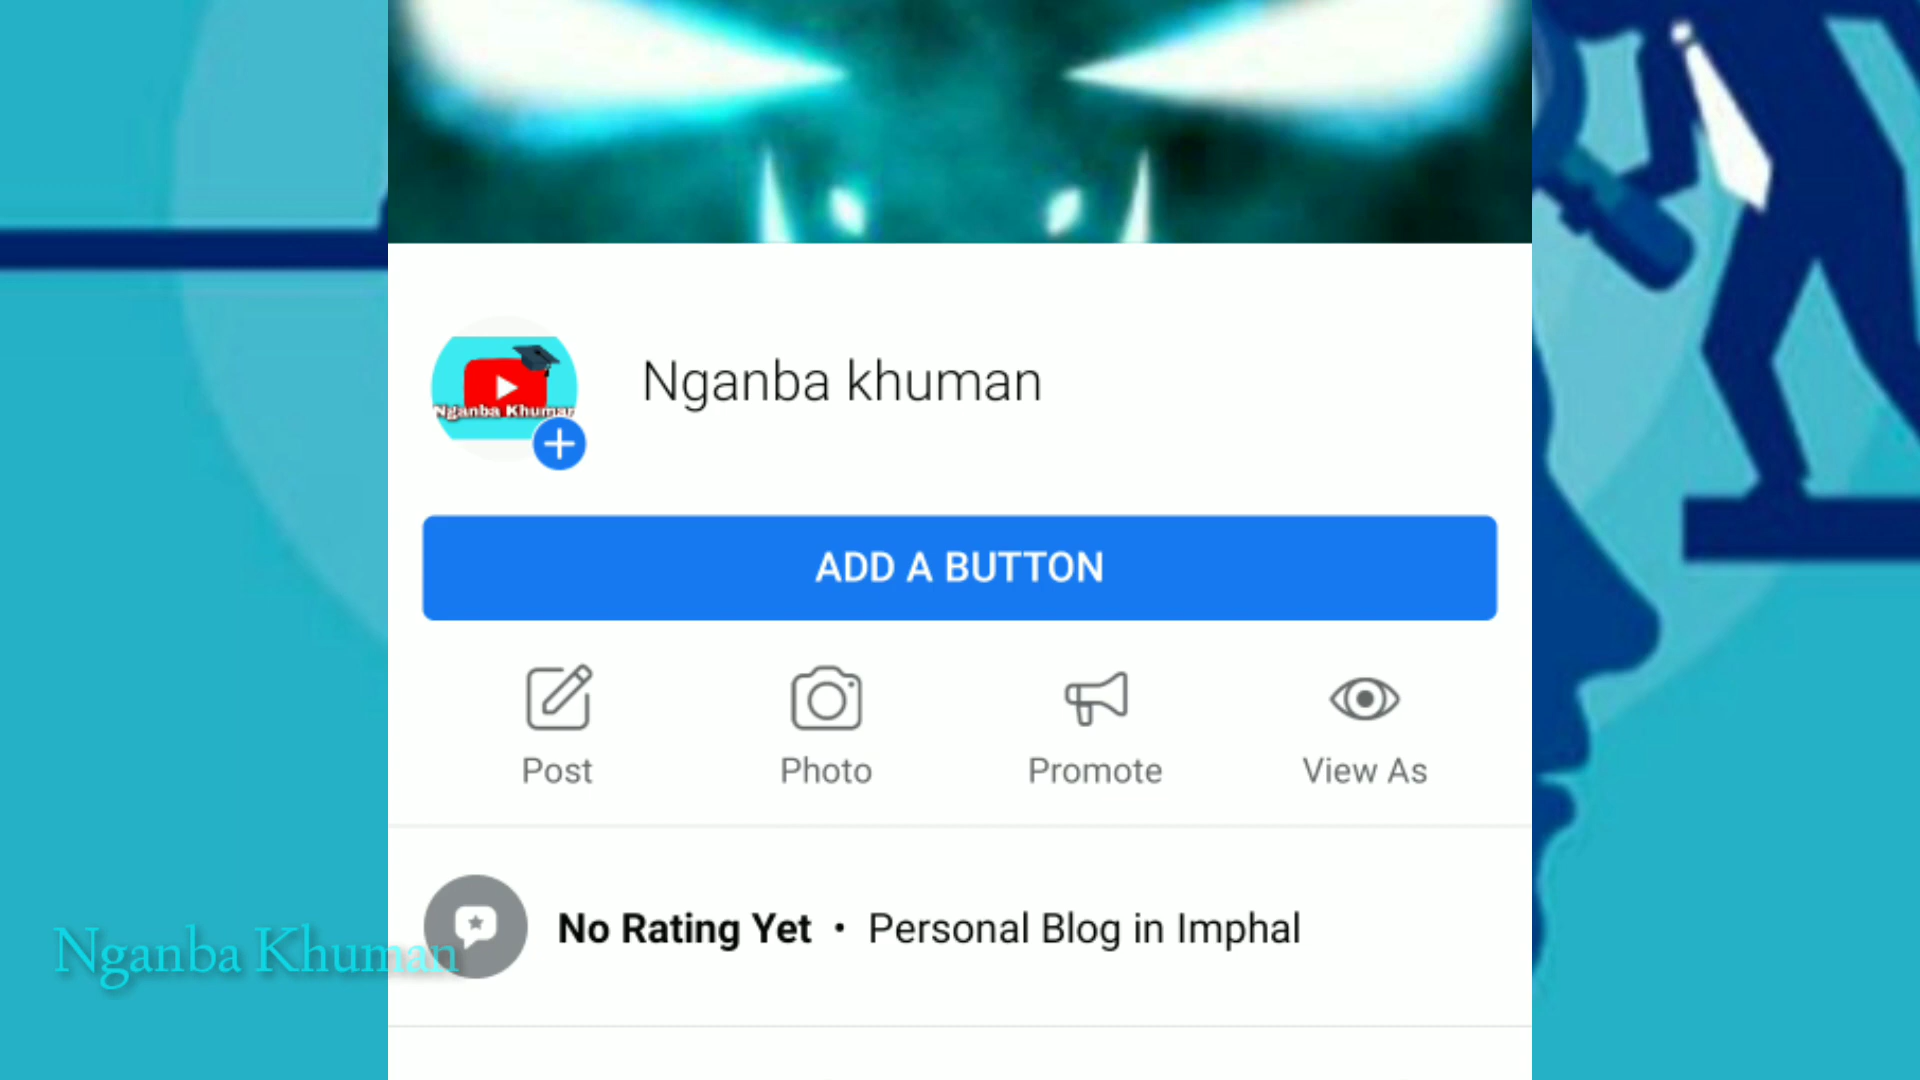 Nganba Khuman
Nganba khuman
ADD A BUTTON
Post
Photo
Promote
View As
No Rating Yet • Personal Blog in Imphal
Nganba Khuman